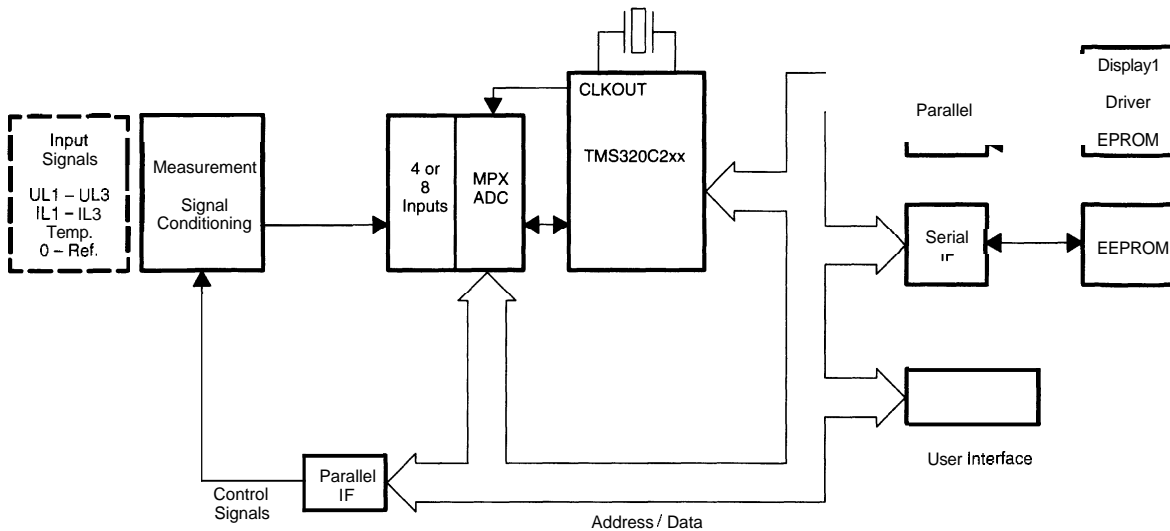 Input
Signals
UL1 – UL3
IL1 – IL3
Temp.
0 – Ref.
Measurement
Signal
Conditioning
4 or
8
Inputs
MPX
ADC
CLKOUT
TMS320C2xx
Parallel
Display1
Driver
EPROM
Serial
IF
EEPROM
User Interface
Parallel
IF
Control
Signals
Address / Data